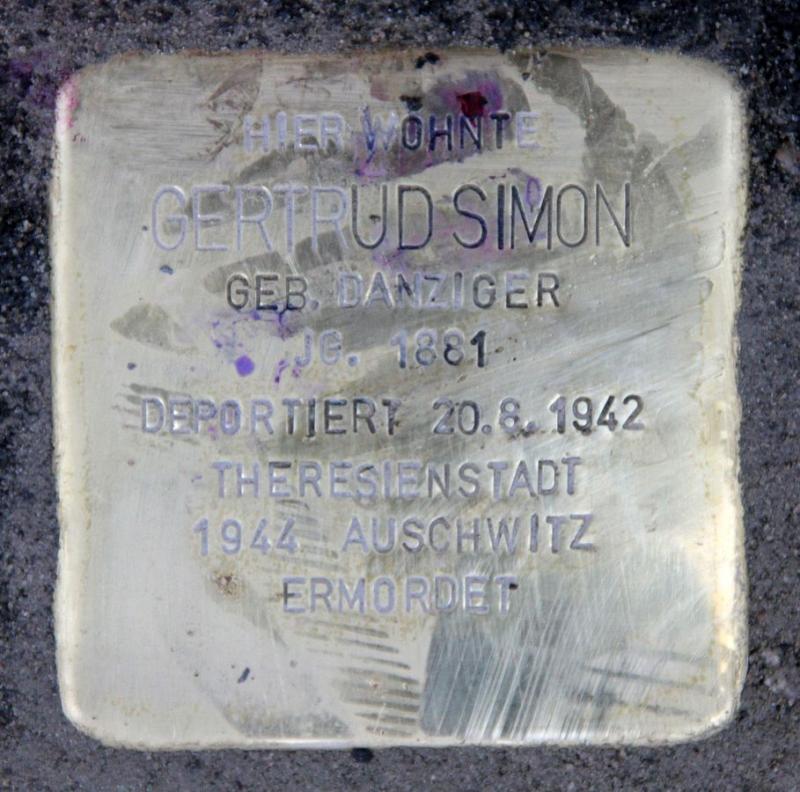 HIER WOHNTE
GERTRUD SIMON
GEB. DANZIGER
JG. 1881
DEPORTIERT 20.8.1942
THERESIENSTADT
1944 AUSCHWITZ
ERMORDET